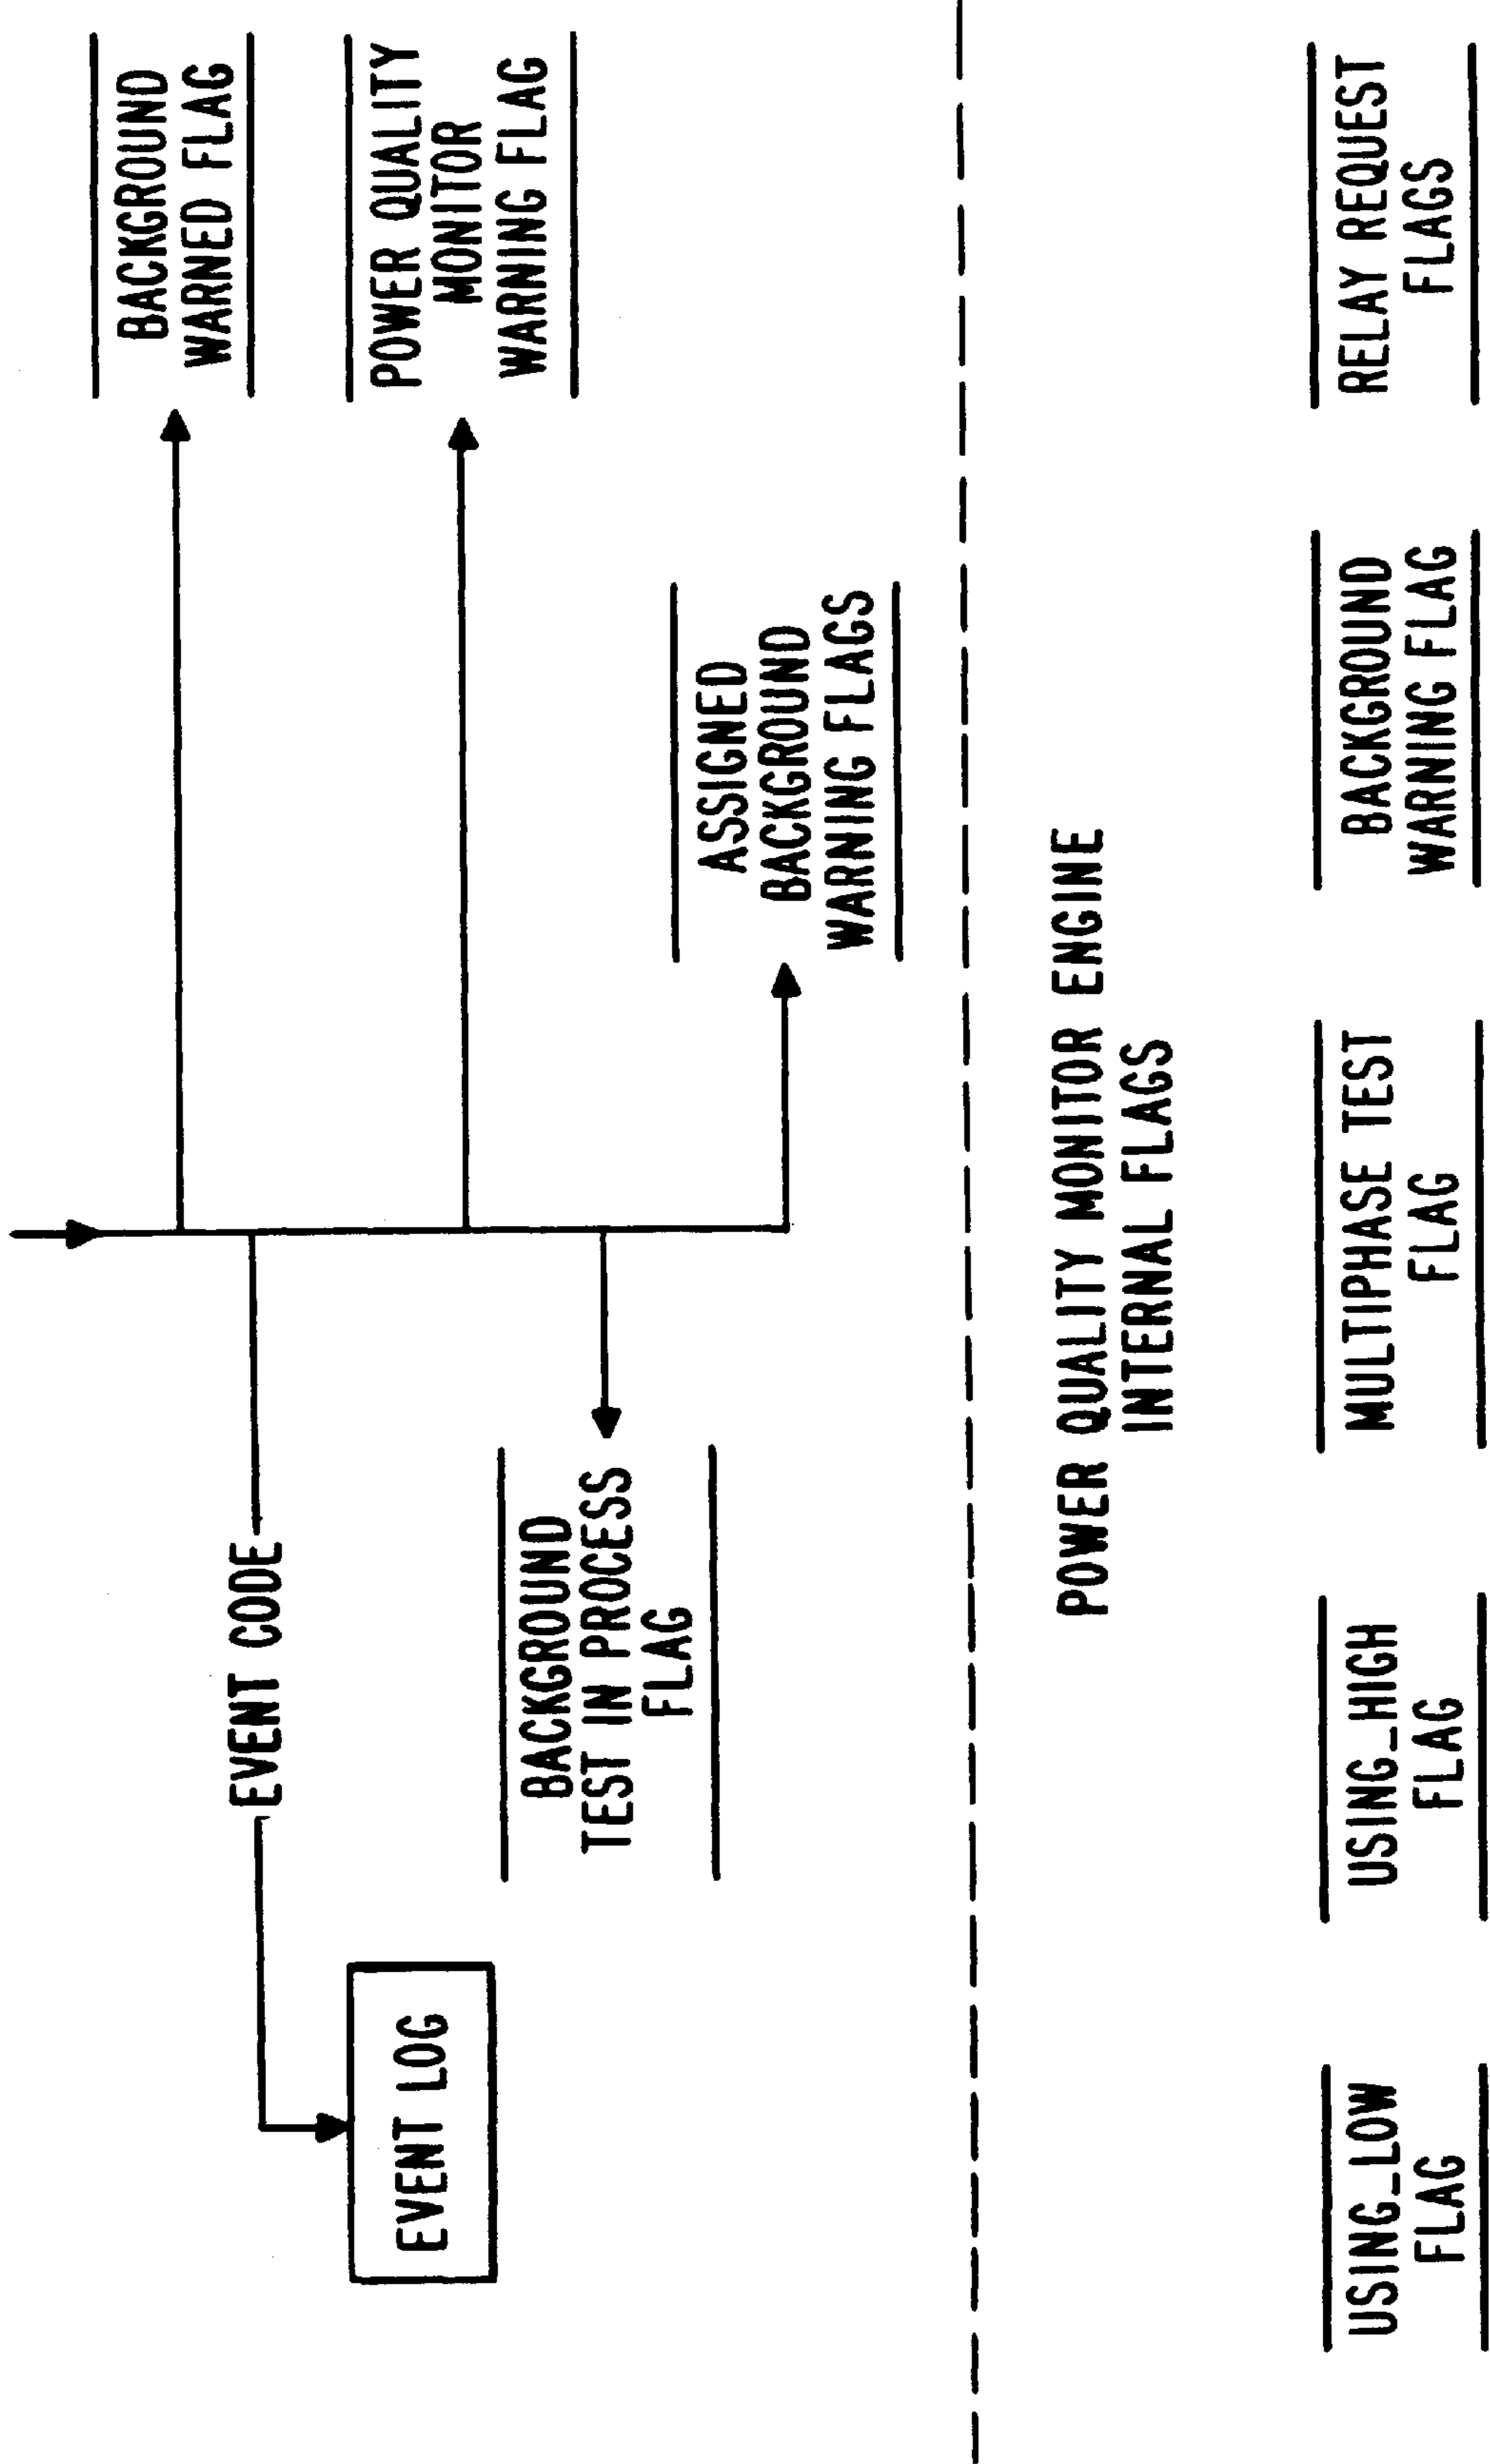 BACKGROUND
WARNED FLAG
EVENT CODE
POWER QUALITY
MONITOR
WARNING FLAG
EVENT LOG
BACKGROUND
TEST IN PROCESS
FLAG
ASSIGNED
BACKGROUND
WARNING FLAGS
POWER QUALITY MONITOR ENGINE
INTERNAL FLAGS
USING_LOW
FLAG
USING_HIGH
FLAG
MULTIPHASE TEST
FLAG
BACKGROUND
WARNING FLAG
RELAY REQUEST
FLAGS